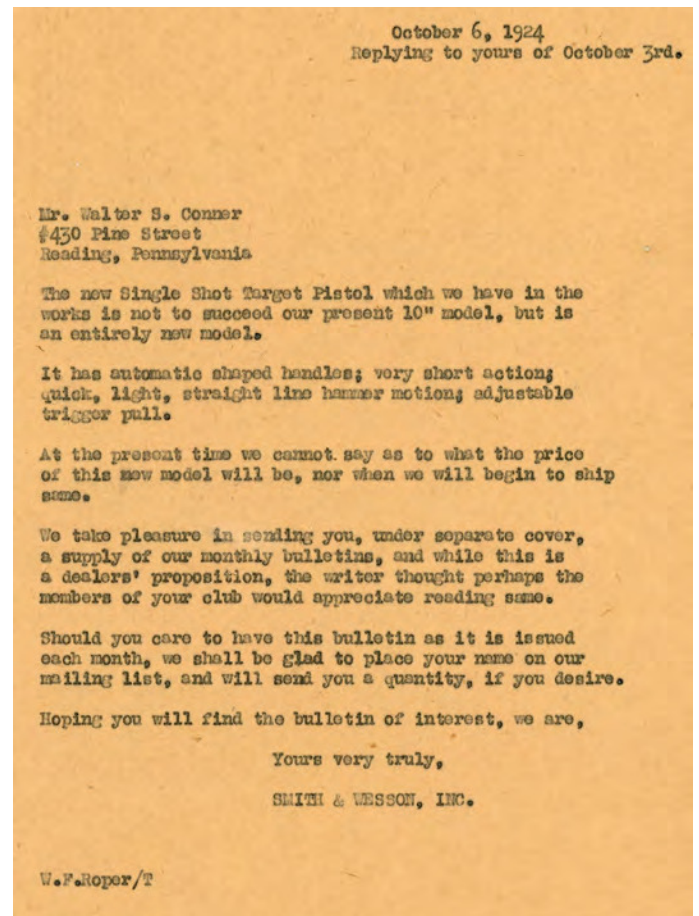 October 6, 1924
Replying to yours of October 3rd.
Mr. Walter S. Conner
#430 Pine Street
Reading, Pennsylvania
The new Single Shot Target Pistol which we have in the
works is not to succeed our present 10" model, but is
an entirely new model.
It has automatic shaped handles; very short action;
quick, light, straight line hammer motion; adjustable
trigger pull.
At the present time we cannot say as to what the price
of this new model will be, nor when we will begin to ship
same.
We take pleasure in sending you, under separate cover,
a supply of our monthly bulletins, and while this is
a dealers' proposition, the writer thought perhaps the
members of your club would appreciate reading same.
Should you care to have this bulletin as it is issued
each month, we shall be glad to place your name on our
mailing list, and will send you a quantity, if you desire.
Hoping you will find the bulletin of interest, we are,
Yours very truly,
SMITH & WESSON, INC.
W.F.Roper/T